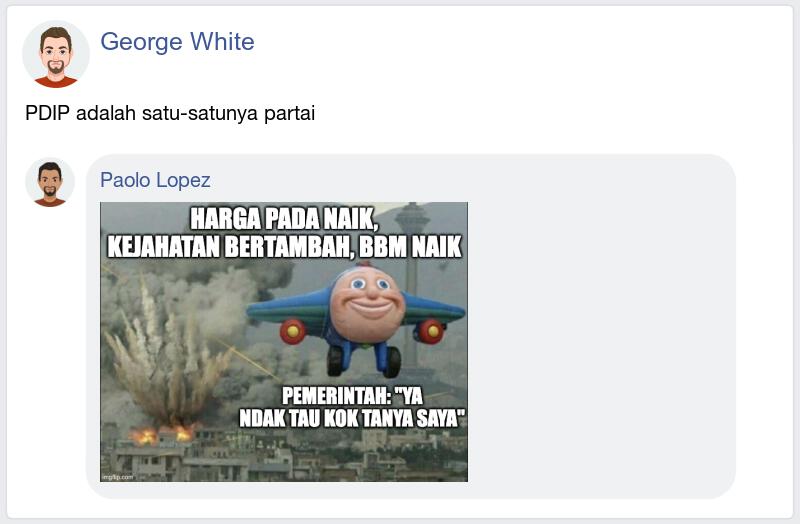 George White
PDIP adalah satu-satunya partai
Paolo Lopez
HARGA PADA NAIK,
KEJAHATAN BERTAMBAH, BBM NAIK
PEMERINTAH: "YA
NDAK TAU KOK TANYA SAYA"
imgflip.com